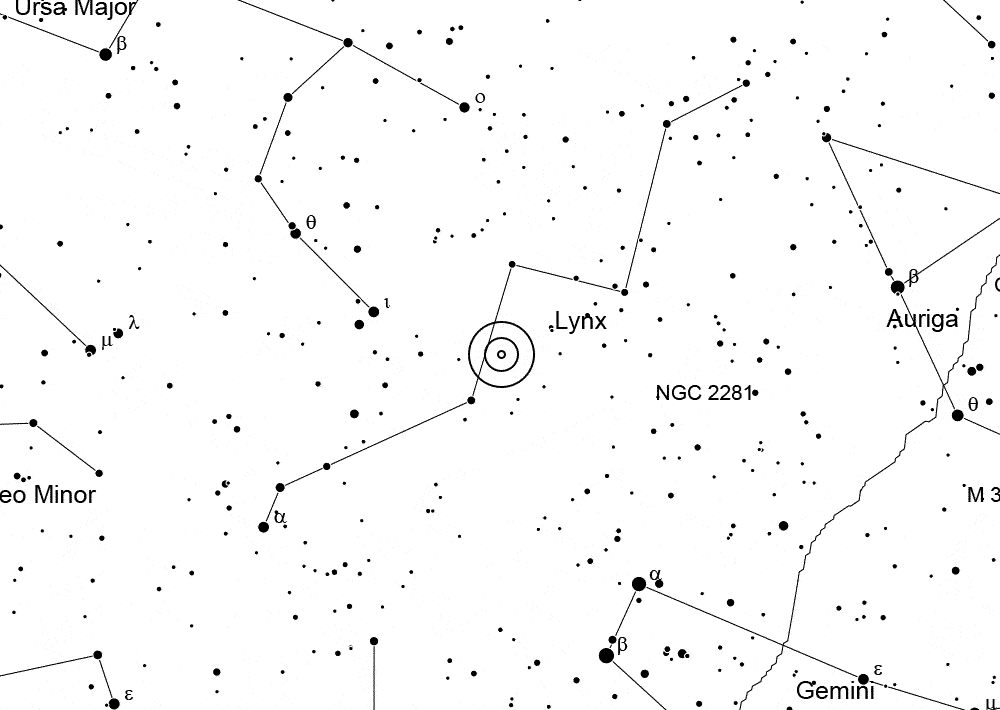 Ursa Major
β
ο
θ
β
ι
Lynx
Auriga
λ
μ
NGC 2281
θ
eo Minor
M 3
α
α
β
ε
Gemini
ε
μ